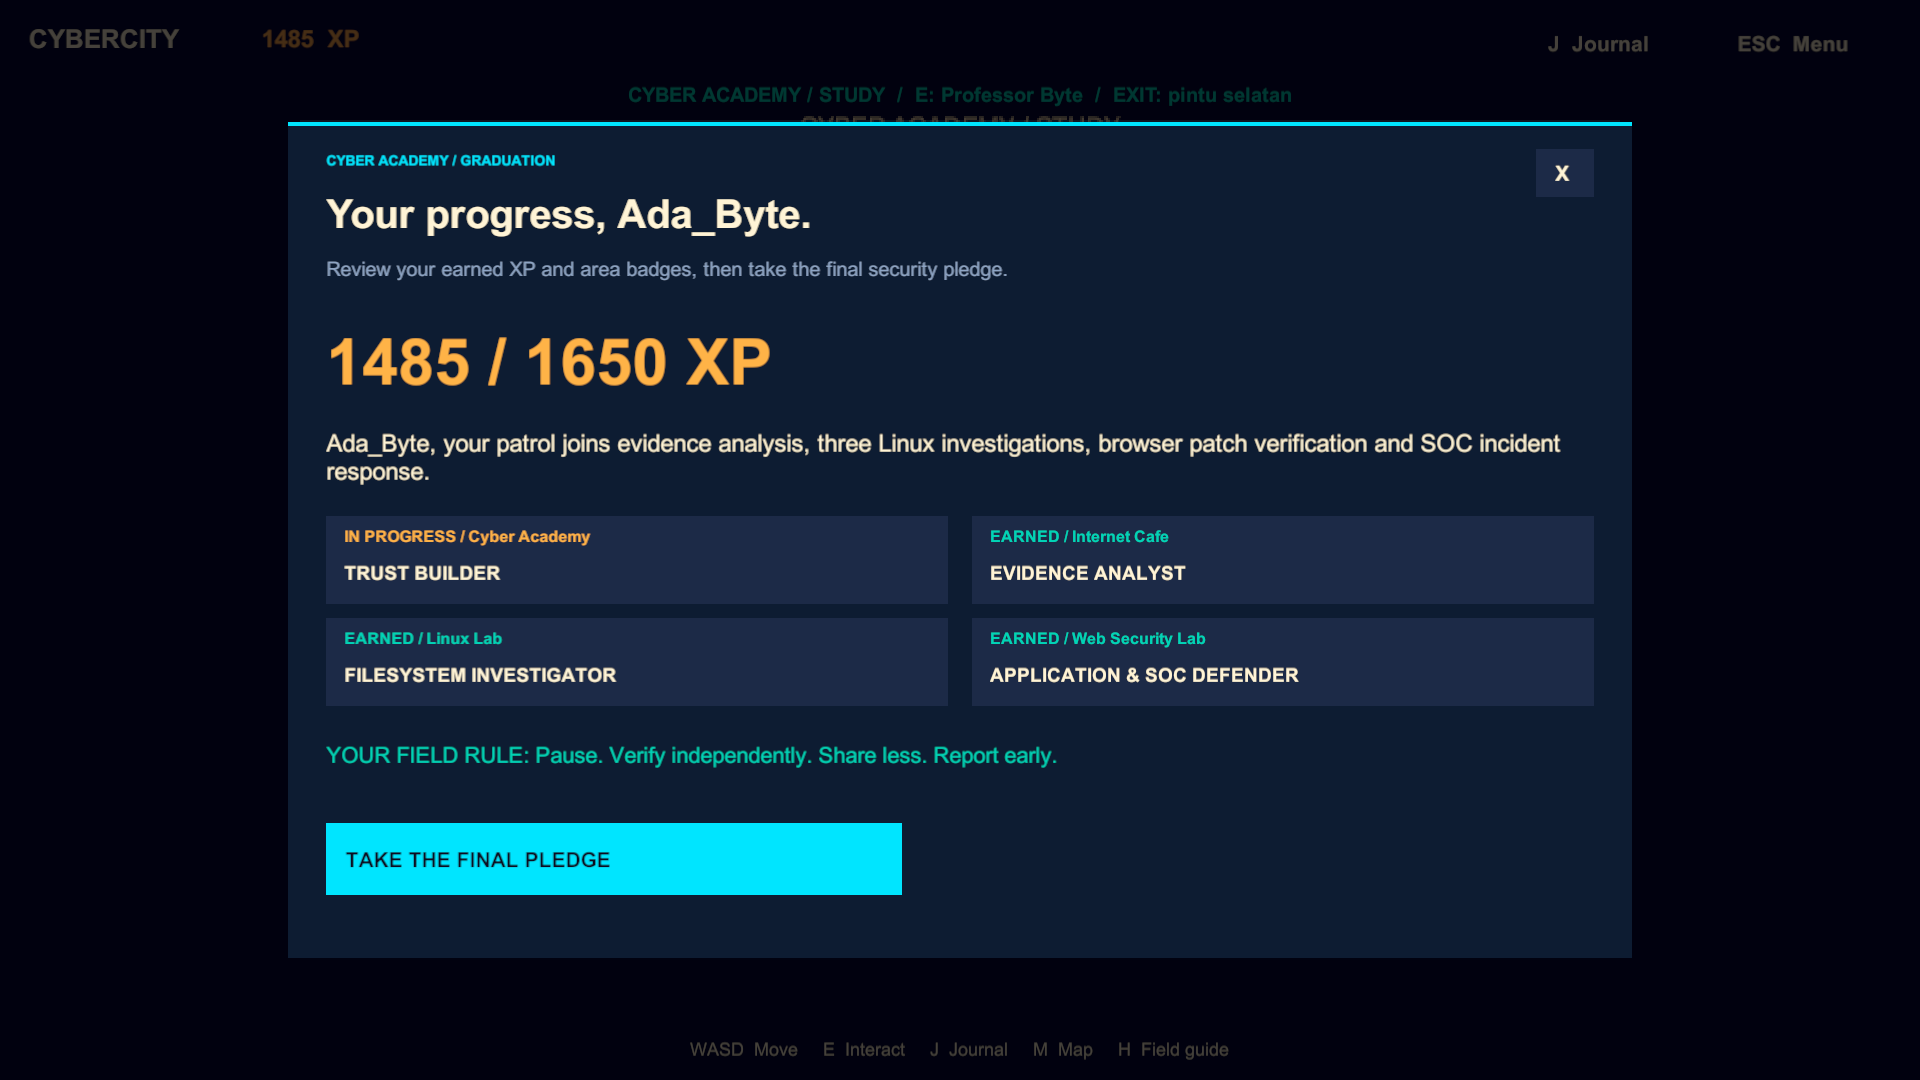 CYBERCITY
1485 XP
J Journal
ESC Menu
CYBER ACADEMY / STUDY / E: Professor Byte / EXIT: pintu selatan
CYBER ACADEMY / STUDY
CYBER ACADEMY / GRADUATION
X
Your progress, Ada_Byte.
Review your earned XP and area badges, then take the final security pledge.
1485 / 1650 XP
Ada_Byte, your patrol joins evidence analysis, three Linux investigations, browser patch verification and SOC incident
response.
IN PROGRESS / Cyber Academy
TRUST BUILDER
EARNED / Internet Cafe
EVIDENCE ANALYST
EARNED / Linux Lab
FILESYSTEM INVESTIGATOR
EARNED / Web Security Lab
APPLICATION & SOC DEFENDER
YOUR FIELD RULE: Pause. Verify independently. Share less. Report early.
TAKE THE FINAL PLEDGE
WASD Move E Interact J Journal M Map H Field guide